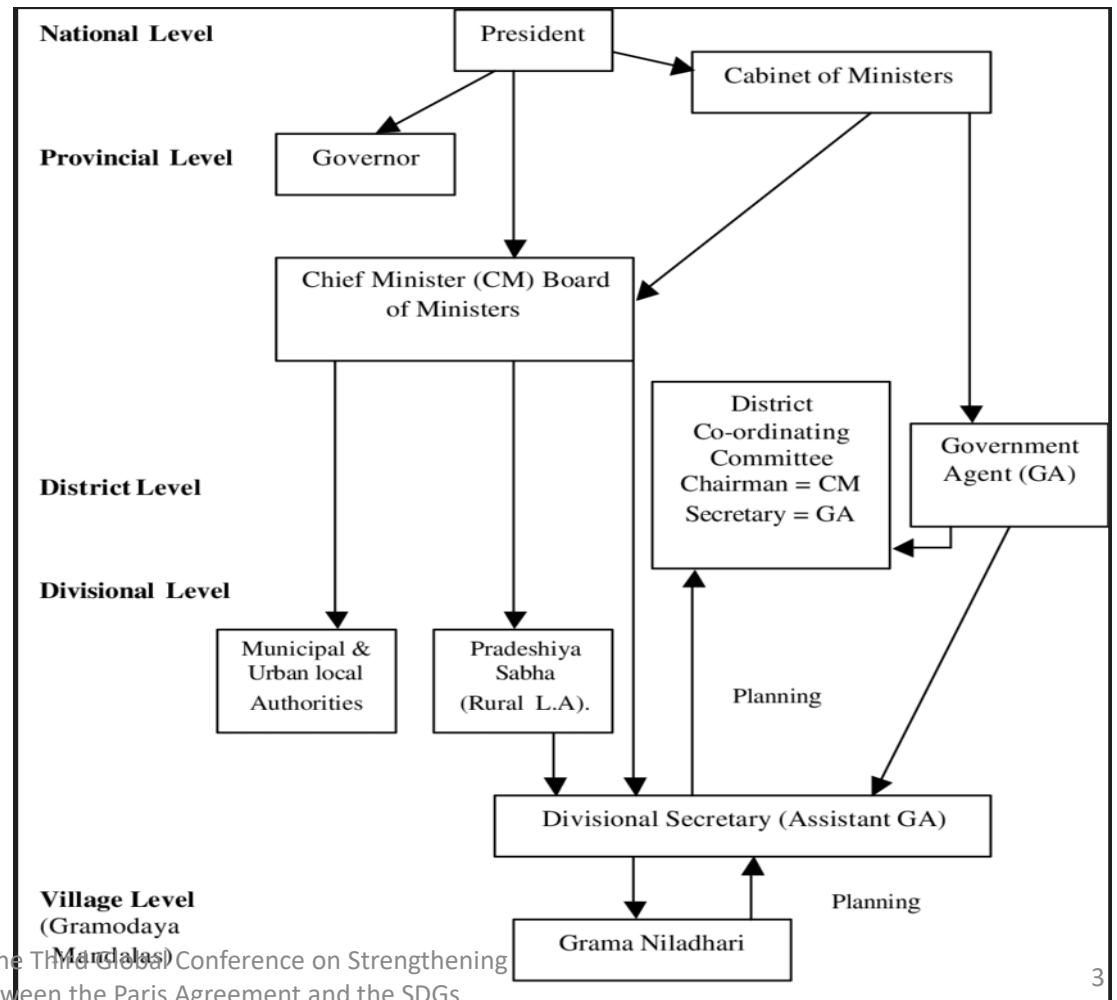 National Level
President
Cabinet of Ministers
Provincial Level
Governor
Chief Minister (CM) Board
of Ministers
District
Co-ordinating
Committee
Chairman = CM
Secretary = GA
Government
Agent (GA)
District Level
Divisional Level
Municipal &
Urban local
Authorities
Pradeshiya
Sabha
(Rural L.A).
Planning
Divisional Secretary (Assistant GA)
Village Level
(Gramodaya
Mandalas)
Planning
Grama Niladhari
Third Global Conference on Strengthening
the Paris Agreement and the SDGs
3